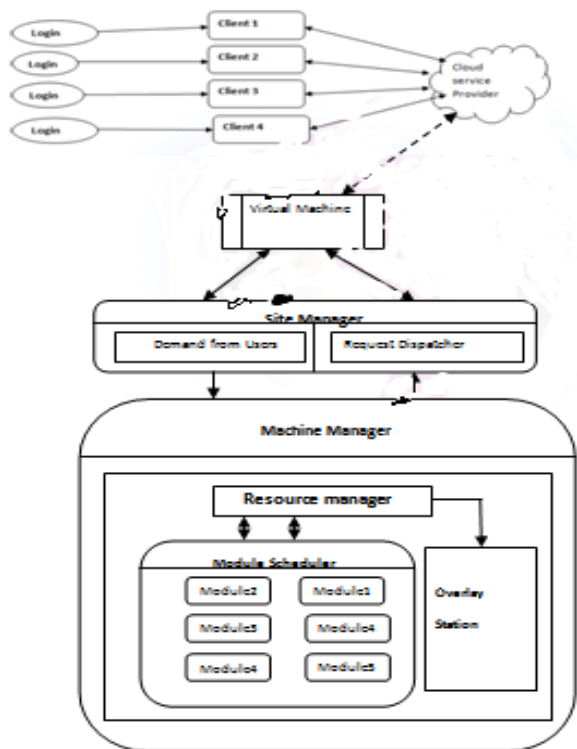 Login
Client 1
Login
Client 2
Login
Client 3
Login
Client 4
Cloud
service
Provider
Virtual Machine
Site Manager
Demand from Users
Request Dispatcher
Machine Manager
Resource manager
Module Scheduler
Module2
Module1
Module3
Module4
Module4
Module5
Overlay
Station